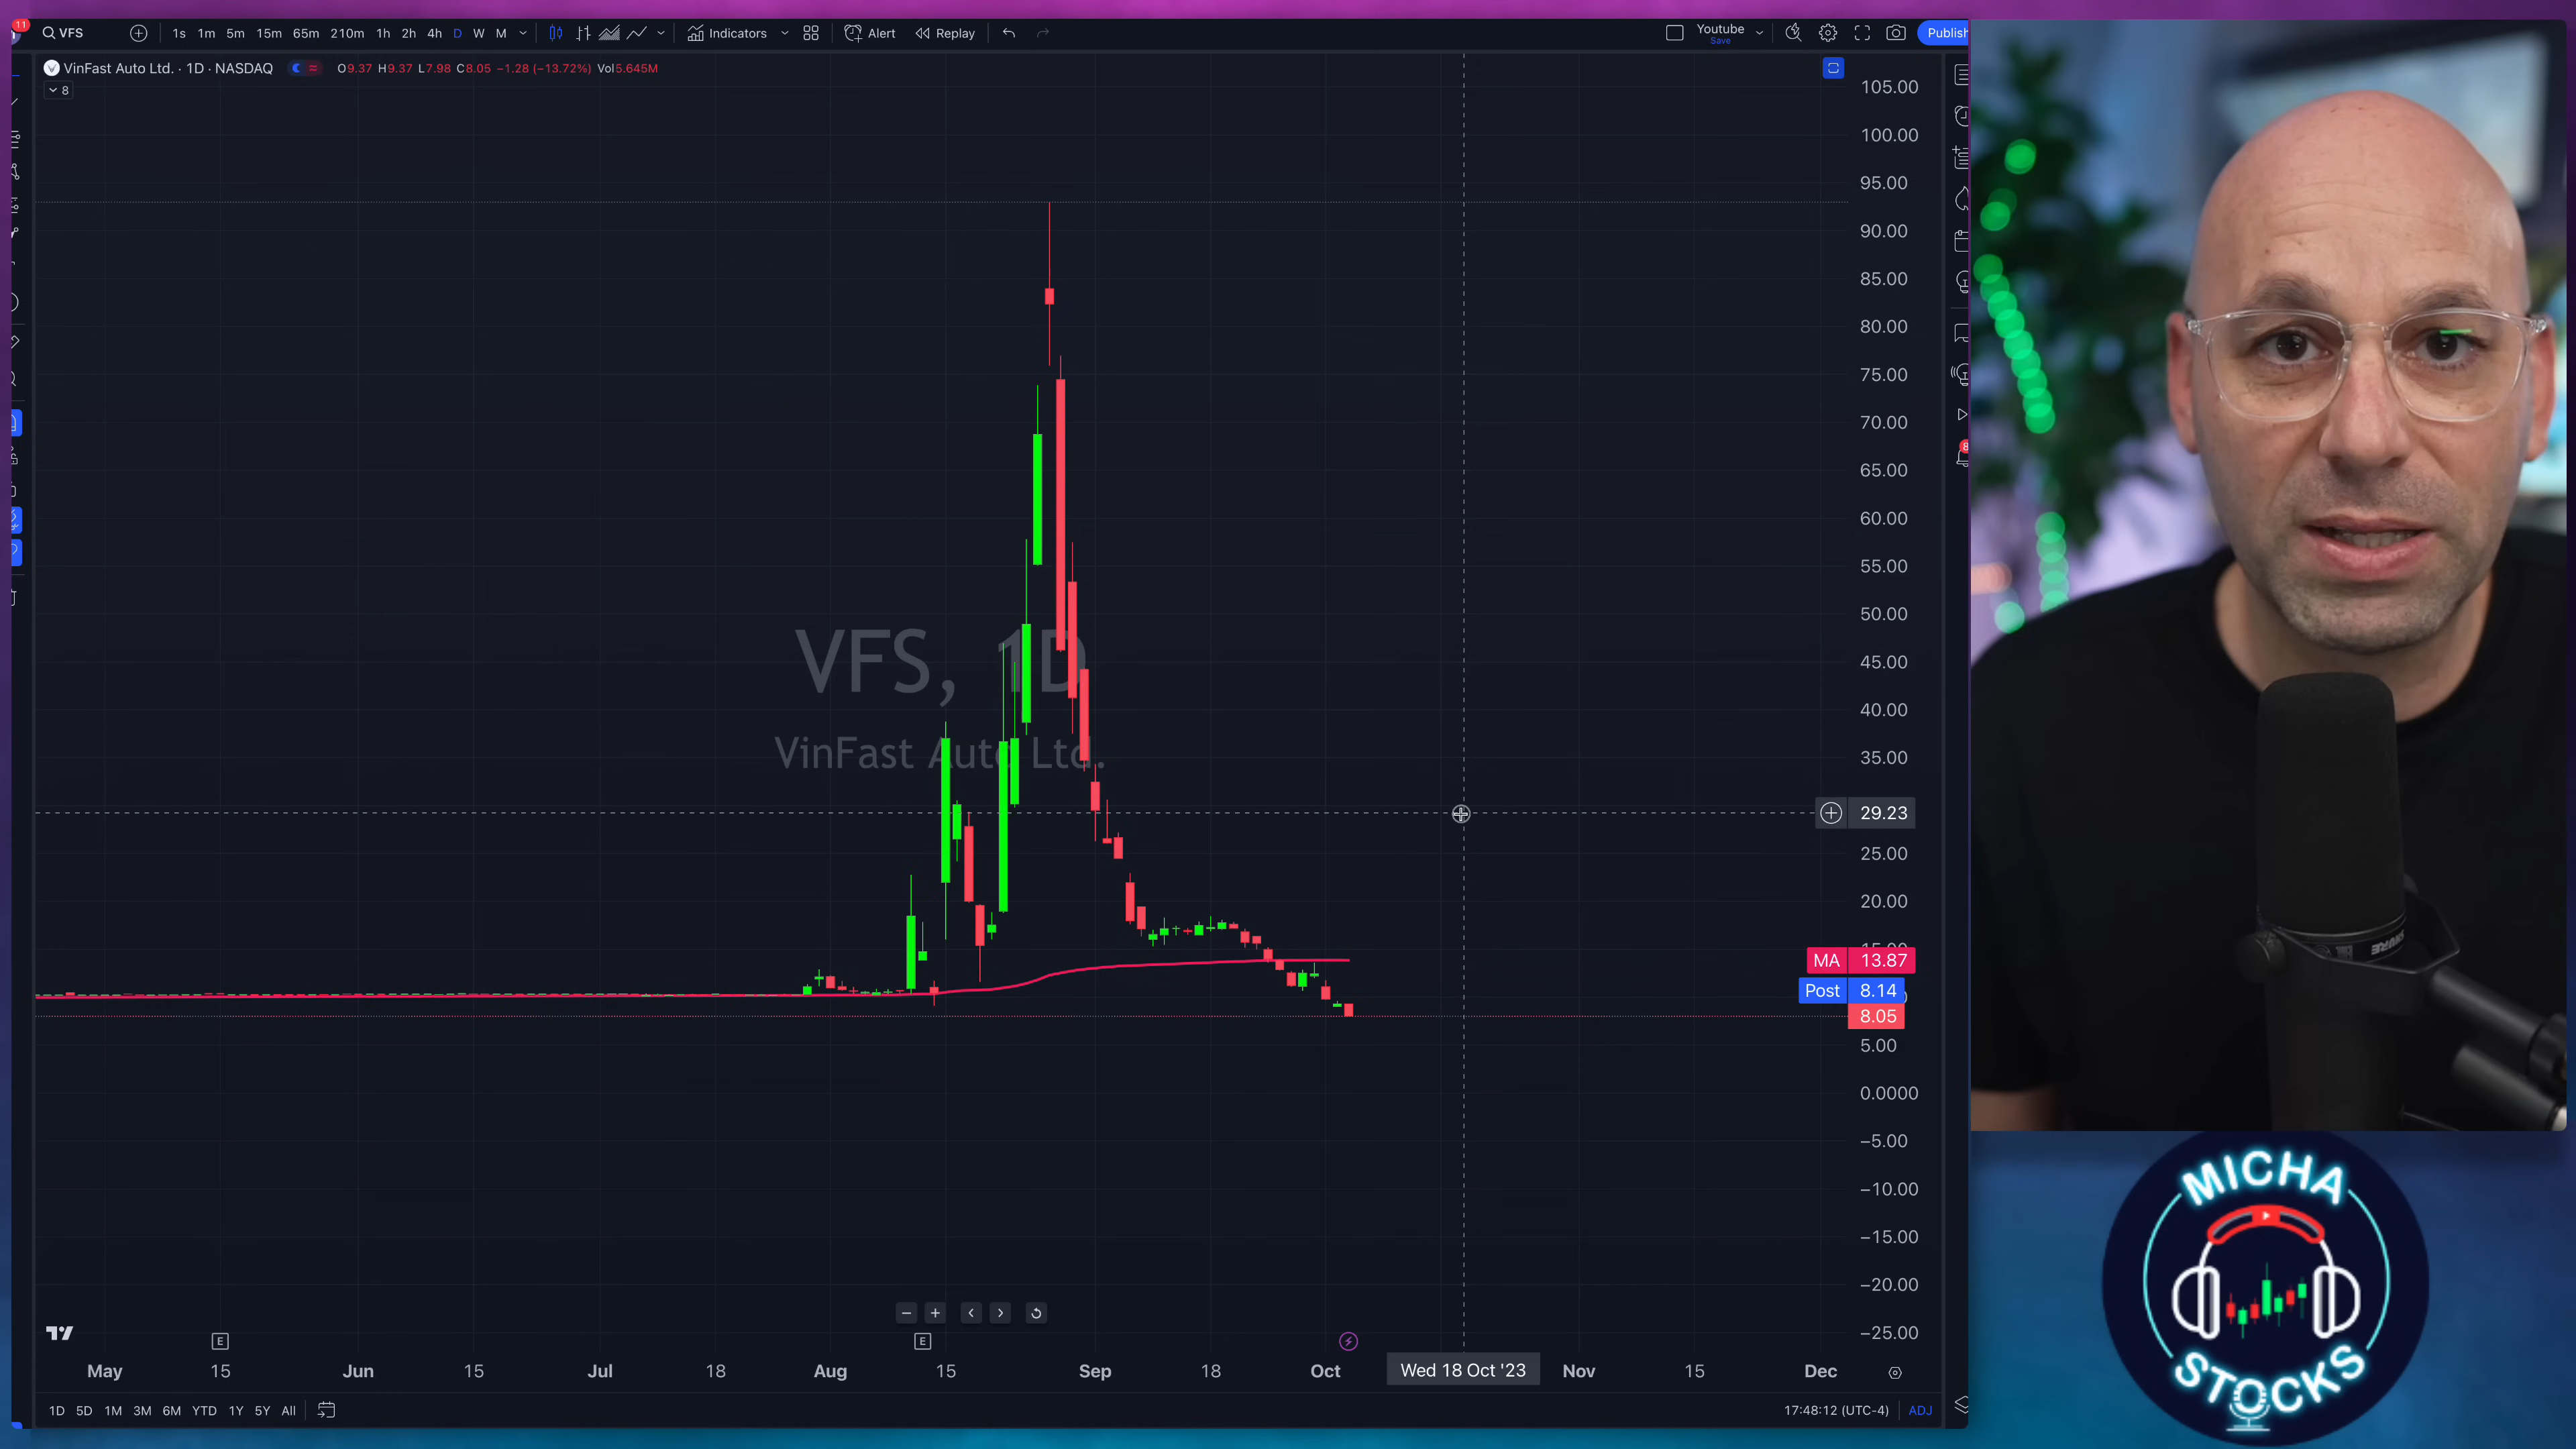 11
VFS
1s 1m 5m 15m 65m 210m 1h 2h 4h D W M
Indicators
Alert
Replay
Youtube
Save
Publish
VinFast Auto Ltd. · 1D · NASDAQ
O9.37 H9.37 L7.98 C8.05 −1.28 (−13.72%) Vol5.645M
8
105.00
100.00
95.00
90.00
85.00
80.00
75.00
70.00
65.00
60.00
55.00
50.00
45.00
40.00
35.00
29.23
25.00
20.00
15.00
MA 13.87
Post 8.14
8.05
5.00
0.0000
−5.00
−10.00
−15.00
−20.00
−25.00
VFS, 1D
VinFast Auto Ltd.
8
SHURE
E
E
May 15 Jun 15 Jul 18 Aug 15 Sep 18 Oct Wed 18 Oct '23 Nov 15 Dec
1D 5D 1M 3M 6M YTD 1Y 5Y All
17:48:12 (UTC-4)
ADJ
MICHA
STOCKS